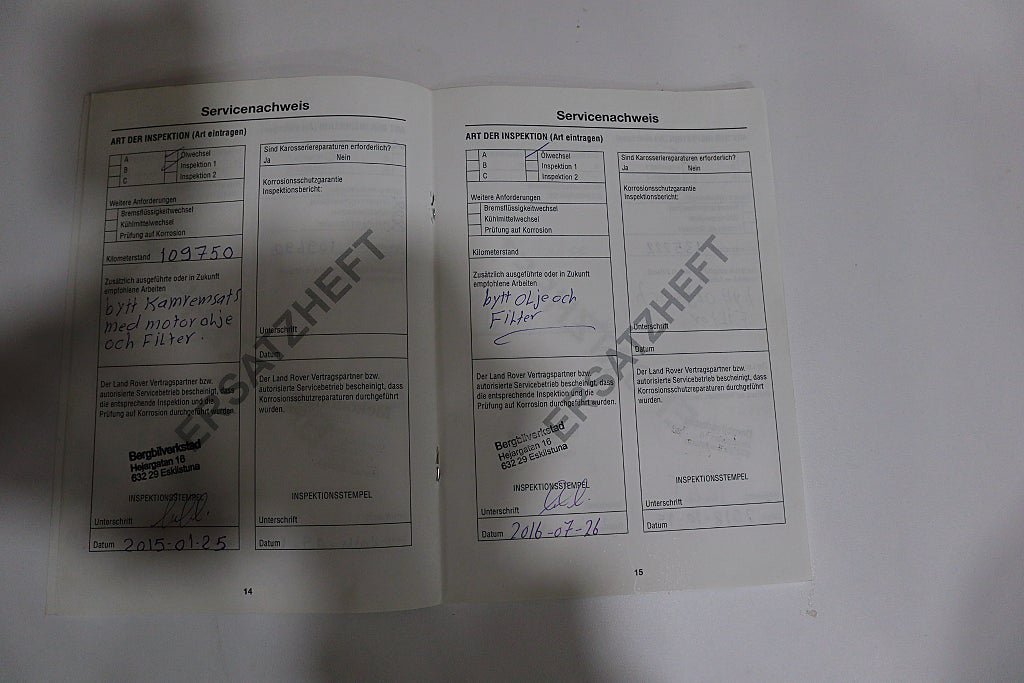 Servicenachweis
ART DER INSPEKTION (Art eintragen)
A Ölwechsel
B Inspektion 1
C Inspektion 2
Weitere Anforderungen
Bremsflüssigkeitwechsel
Kühlmittelwechsel
Prüfung auf Korrosion
Kilometerstand 109750
Zusätzlich ausgeführte oder in Zukunft
empfohlene Arbeiten
bytt Kamremsats
med motor olje
och Filter.
Der Land Rover Vertragspartner bzw.
autorisierte Servicebetrieb bescheinigt, dass
die entsprechende Inspektion und die
Prüfung auf Korrosion durchgeführt wurden.
Bergbilverkstad
Hejargatan 16
632 29 Eskilstuna
INSPEKTIONSSTEMPEL
Unterschrift
Datum 2015-01-25
Sind Karosseriereparaturen erforderlich?
Ja Nein
Korrosionsschutzgarantie
Inspektionsbericht:
Unterschrift
Datum
Der Land Rover Vertragspartner bzw.
autorisierte Servicebetrieb bescheinigt, dass
Korrosionsschutzreparaturen durchgeführt
wurden.
INSPEKTIONSSTEMPEL
Unterschrift
Datum
ERSATZHEFT
14
Servicenachweis
ART DER INSPEKTION (Art eintragen)
A Ölwechsel
B Inspektion 1
C Inspektion 2
Weitere Anforderungen
Bremsflüssigkeitwechsel
Kühlmittelwechsel
Prüfung auf Korrosion
Kilometerstand
Zusätzlich ausgeführte oder in Zukunft
empfohlene Arbeiten
bytt olje och
Filter
Der Land Rover Vertragspartner bzw.
autorisierte Servicebetrieb bescheinigt, dass
die entsprechende Inspektion und die
Prüfung auf Korrosion durchgeführt wurden.
Bergbilverkstad
Hejargatan 16
632 29 Eskilstuna
INSPEKTIONSSTEMPEL
Unterschrift
Datum 2016-07-26
Sind Karosseriereparaturen erforderlich?
Ja Nein
Korrosionsschutzgarantie
Inspektionsbericht:
Unterschrift
Datum
Der Land Rover Vertragspartner bzw.
autorisierte Servicebetrieb bescheinigt, dass
Korrosionsschutzreparaturen durchgeführt
wurden.
INSPEKTIONSSTEMPEL
Unterschrift
Datum
ERSATZHEFT
15